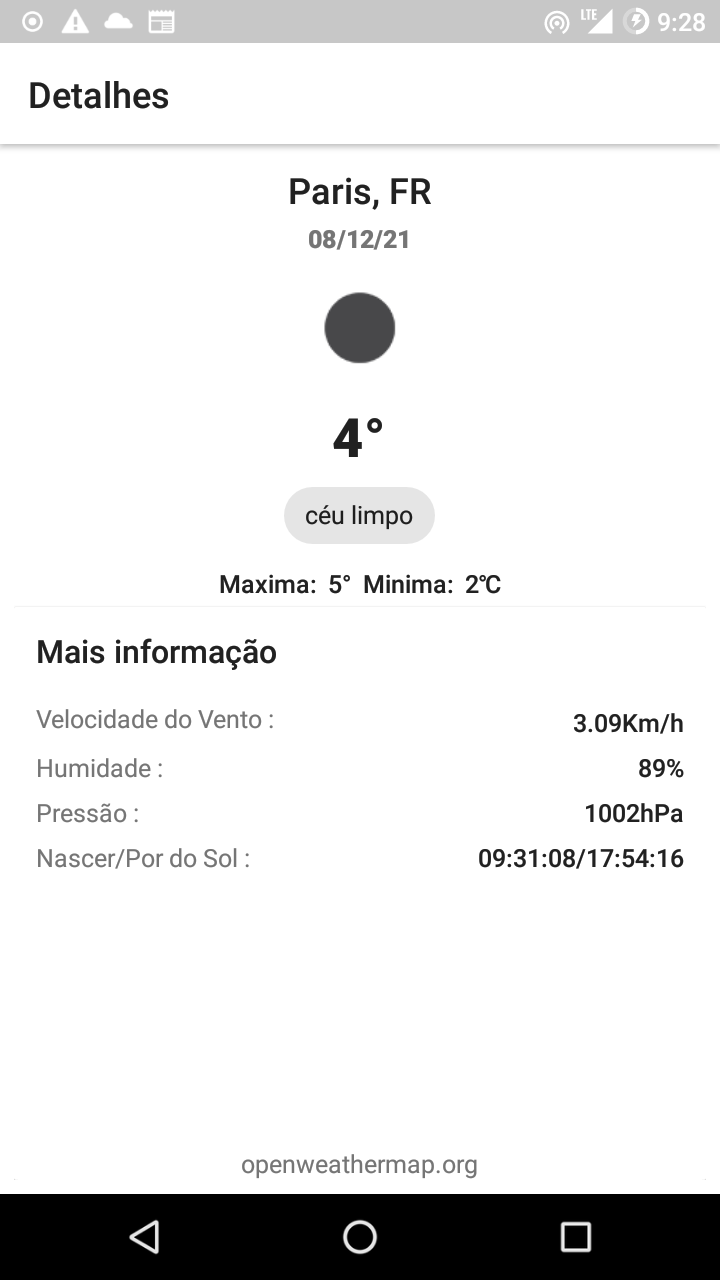 LTE 9:28
Detalhes
Paris, FR
08/12/21
4°
céu limpo
Maxima: 5° Minima: 2℃
Mais informação
Velocidade do Vento : 3.09Km/h
Humidade : 89%
Pressão : 1002hPa
Nascer/Por do Sol : 09:31:08/17:54:16
openweathermap.org